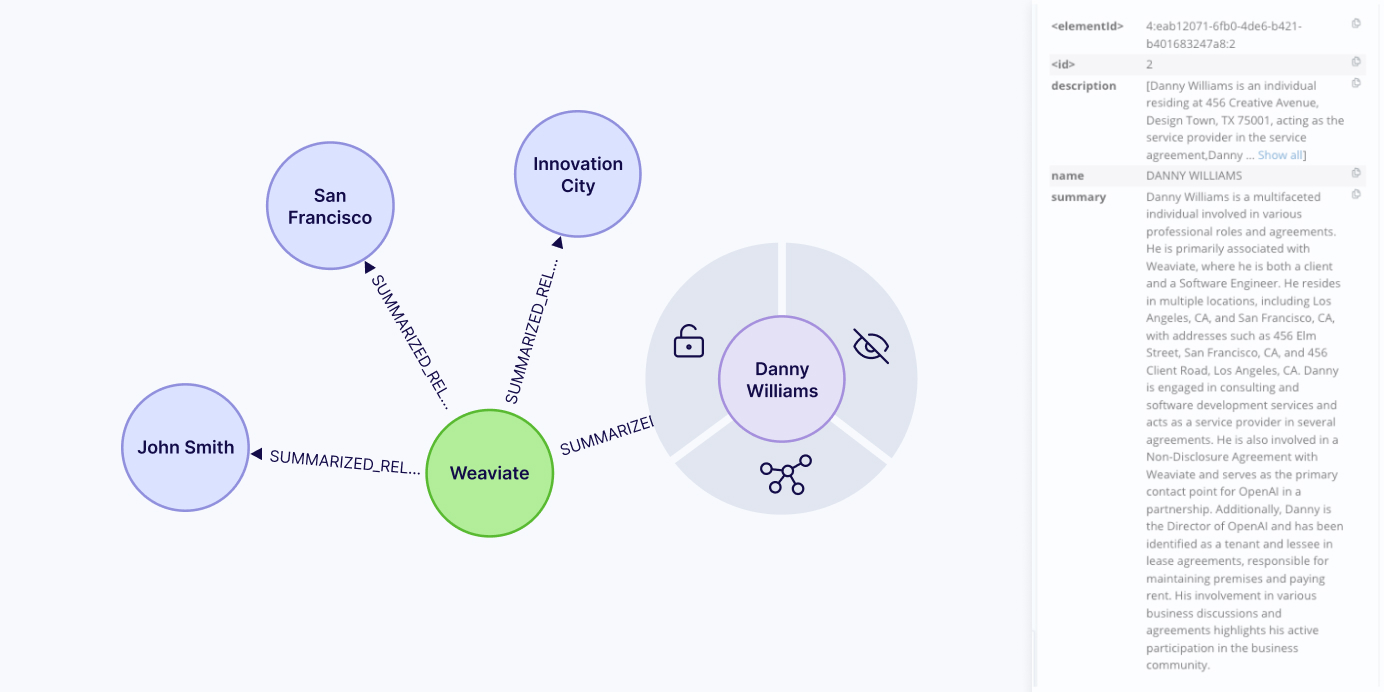 San
Francisco
Innovation
City
SUMMARIZED_REL...
SUMMARIZED_REL...
Danny
Williams
John Smith
SUMMARIZED_REL...
Weaviate
SUMMARIZEI
<elementId> 4:eab12071-6fb0-4de6-b421-
b401683247a8:2
<id> 2
description [Danny Williams is an individual
residing at 456 Creative Avenue,
Design Town, TX 75001, acting as the
service provider in the service
agreement,Danny ... Show all]
name DANNY WILLIAMS
summary Danny Williams is a multifaceted
individual involved in various
professional roles and agreements.
He is primarily associated with
Weaviate, where he is both a client
and a Software Engineer. He resides
in multiple locations, including Los
Angeles, CA, and San Francisco, CA,
with addresses such as 456 Elm
Street, San Francisco, CA, and 456
Client Road, Los Angeles, CA. Danny
is engaged in consulting and
software development services and
acts as a service provider in several
agreements. He is also involved in a
Non-Disclosure Agreement with
Weaviate and serves as the primary
contact point for OpenAI in a
partnership. Additionally, Danny is
the Director of OpenAI and has been
identified as a tenant and lessee in
lease agreements, responsible for
maintaining premises and paying
rent. His involvement in various
business discussions and
agreements highlights his active
participation in the business
community.